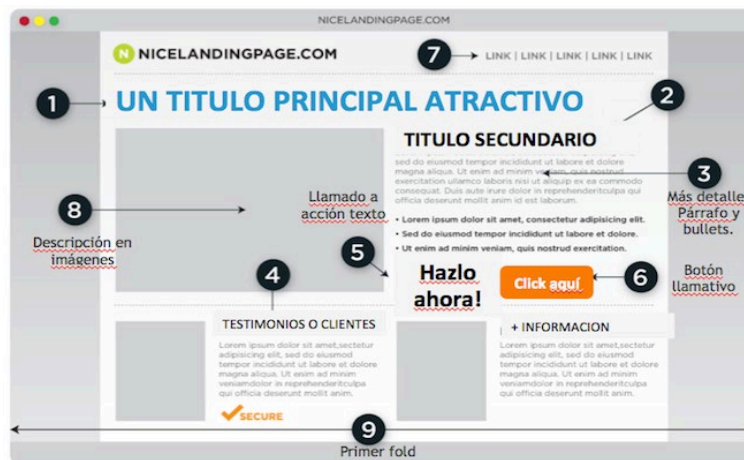 NICELANDINGPAGE.COM
N NICELANDINGPAGE.COM
7
LINK | LINK | LINK | LINK | LINK
1
UN TITULO PRINCIPAL ATRACTIVO
2
TITULO SECUNDARIO
sed do eiusmod tempor incididunt ut labore et dolore
magna aliqua. Ut enim ad minim veniam, quis nostrud
exercitation ullamco laboris nisi ut aliquip ex ea commodo
consequat. Duis aute irure dolor in reprehenderitculpa
qui officia deserunt mollit anim id est laborum.
3
Más detalle
Párrafo y
bullets.
• Lorem ipsum dolor sit amet, consectetur adipisicing elit.
• Sed do eiusmod tempor incididunt ut labore et dolore.
• Ut enim ad minim veniam, quis nostrud exercitation.
8
Descripción en
imágenes
Llamado a
acción texto
5
Hazlo
ahora!
Click aquí
6
Botón
llamativo
4
TESTIMONIOS O CLIENTES
Lorem ipsum dolor sit amet,sectetur
adipisicing elit, sed do eiusmod
tempor incididunt ut labore et dolore
magna aliqua. Ut enim ad minim
veniamdolor in reprehenderitculpa
qui officia deserunt mollit anim.
SECURE
+ INFORMACION
Lorem ipsum dolor sit amet,sectetur
adipisicing elit, sed do eiusmod
tempor incididunt ut labore et dolore
magna aliqua. Ut enim ad minim
veniamdolor in reprehenderitculpa
qui officia deserunt mollit anim.
9
Primer fold